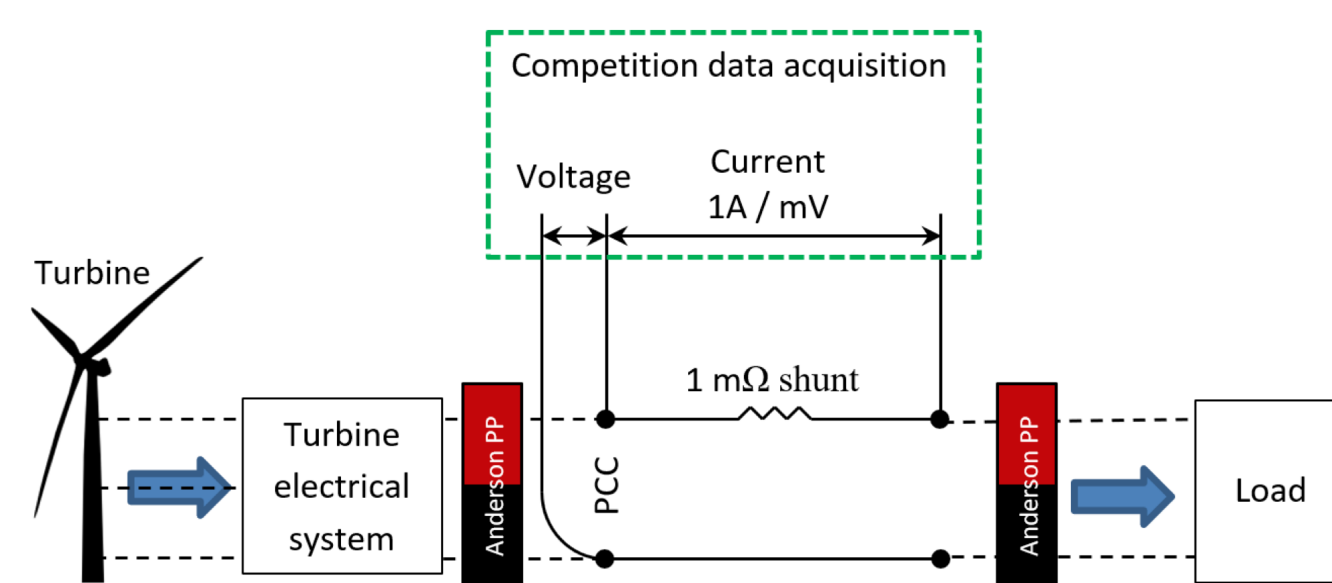 Competition data acquisition
Voltage
Current
1A / mV
Turbine
1 mΩ shunt
Turbine
electrical
system
Anderson PP
PCC
Anderson PP
Load